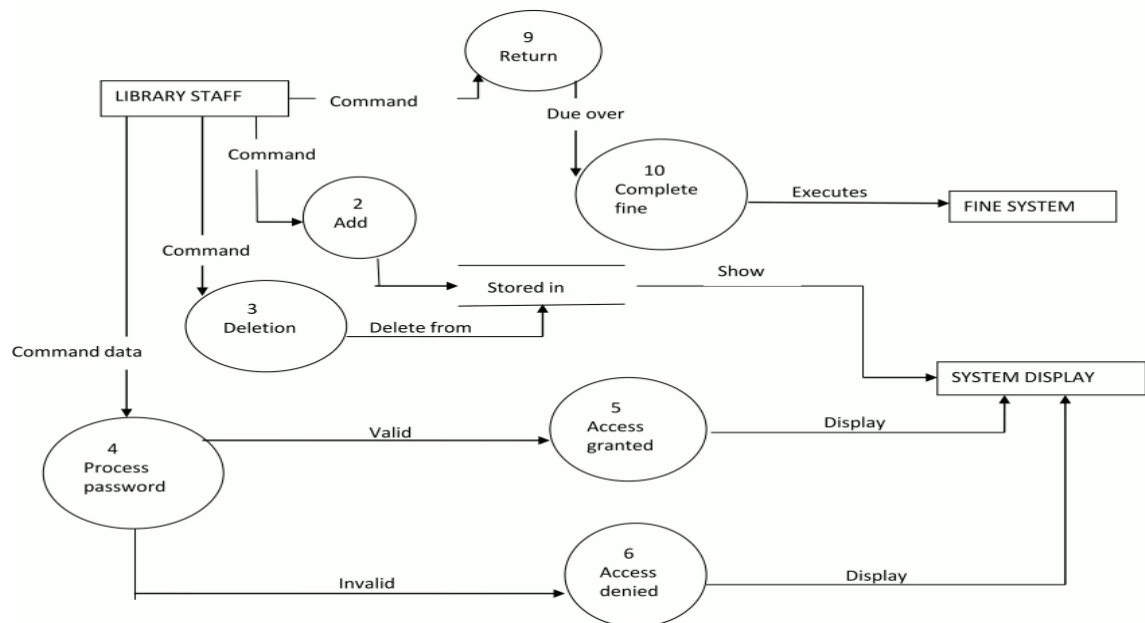 9
Return
LIBRARY STAFF
Command
Due over
Command
10
Complete
fine
Executes
FINE SYSTEM
2
Add
Command
Show
Stored in
3
Deletion
Delete from
Command data
SYSTEM DISPLAY
5
Access
granted
Valid
Display
4
Process
password
6
Access
denied
Invalid
Display